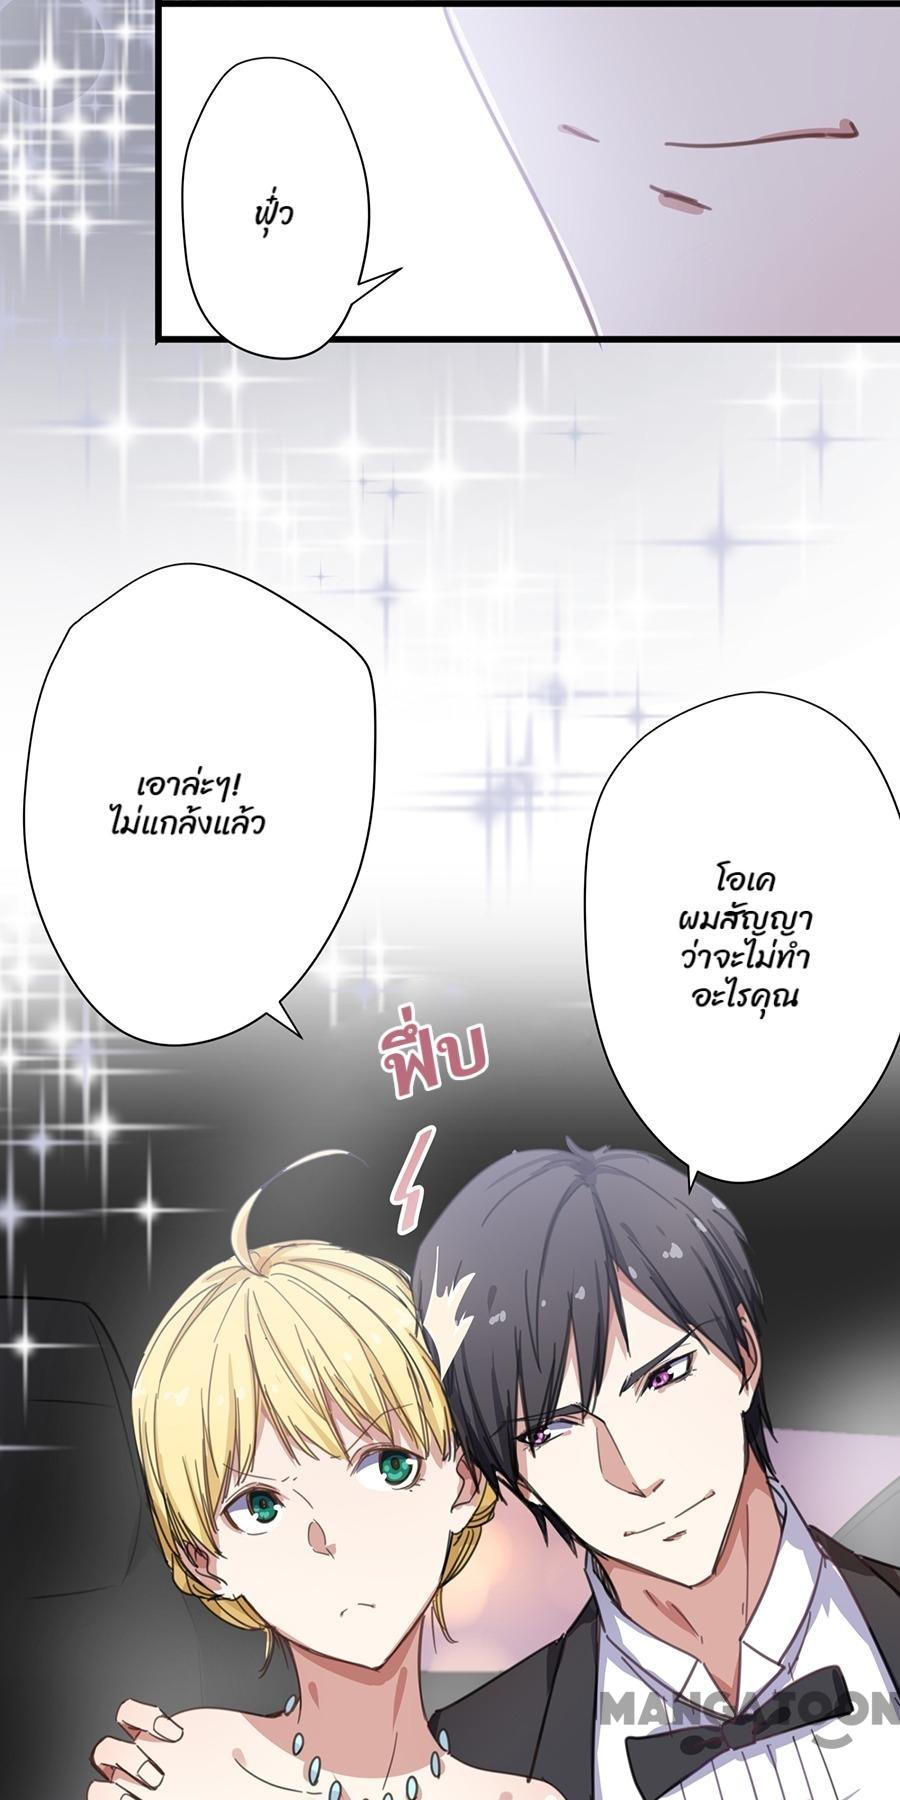 ฟุ่ว
เอาล่ะๆ!
ไม่แกล้งแล้ว
โอเค
ผมสัญญา
ว่าจะไม่ทำ
อะไรคุณ
ฟึ่บ
MANGATOON